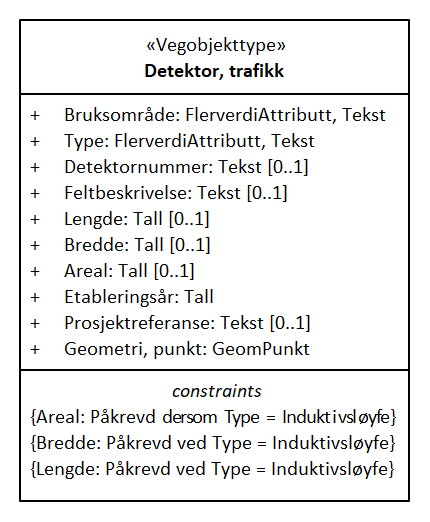 «Vegobjekttype»
Detektor, trafikk
+ Bruksområde: FlerverdiAttributt, Tekst
+ Type: FlerverdiAttributt, Tekst
+ Detektornummer: Tekst [0..1]
+ Feltbeskrivelse: Tekst [0..1]
+ Lengde: Tall [0..1]
+ Bredde: Tall [0..1]
+ Areal: Tall [0..1]
+ Etableringsår: Tall
+ Prosjektreferanse: Tekst [0..1]
+ Geometri, punkt: GeomPunkt
constraints
{Areal: Påkrevd dersom Type = Induktivsløyfe}
{Bredde: Påkrevd ved Type = Induktivsløyfe}
{Lengde: Påkrevd ved Type = Induktivsløyfe}